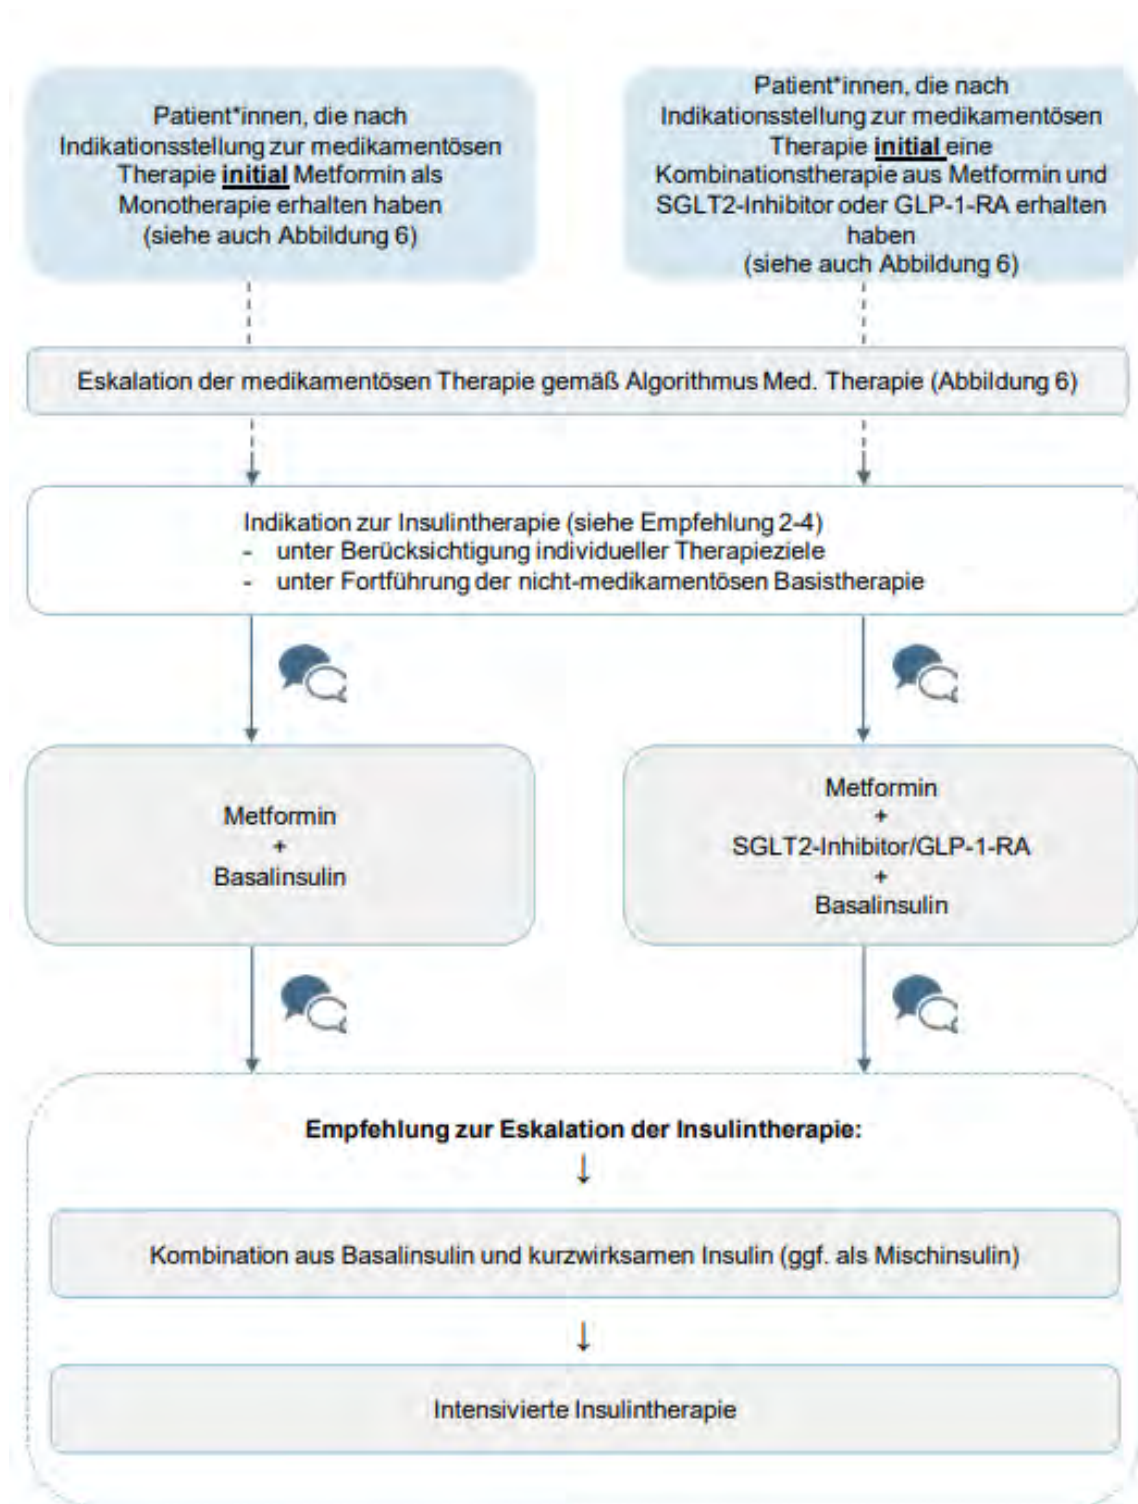 Patient*innen, die nach
Indikationsstellung zur medikamentösen
Therapie initial Metformin als
Monotherapie erhalten haben
(siehe auch Abbildung 6)
Patient*innen, die nach
Indikationsstellung zur medikamentösen
Therapie initial eine
Kombinationstherapie aus Metformin und
SGLT2-Inhibitor oder GLP-1-RA erhalten
haben
(siehe auch Abbildung 6)
Eskalation der medikamentösen Therapie gemäß Algorithmus Med. Therapie (Abbildung 6)
Indikation zur Insulintherapie (siehe Empfehlung 2-4)
- unter Berücksichtigung individueller Therapieziele
- unter Fortführung der nicht-medikamentösen Basistherapie
Metformin
+
Basalinsulin
Metformin
+
SGLT2-Inhibitor/GLP-1-RA
+
Basalinsulin
Empfehlung zur Eskalation der Insulintherapie:
↓
Kombination aus Basalinsulin und kurzwirksamen Insulin (ggf. als Mischinsulin)
↓
Intensivierte Insulintherapie